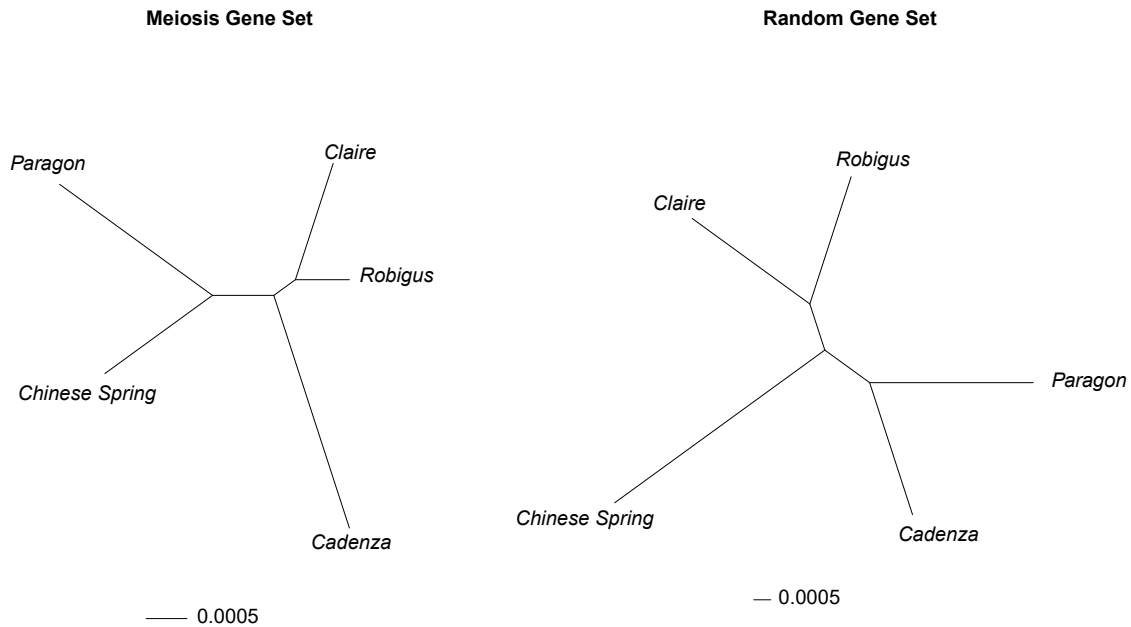 Meiosis Gene Set
Paragon
Claire
Robigus
Chinese Spring
Cadenza
0.0005
Random Gene Set
Robigus
Claire
Paragon
Chinese Spring
Cadenza
0.0005